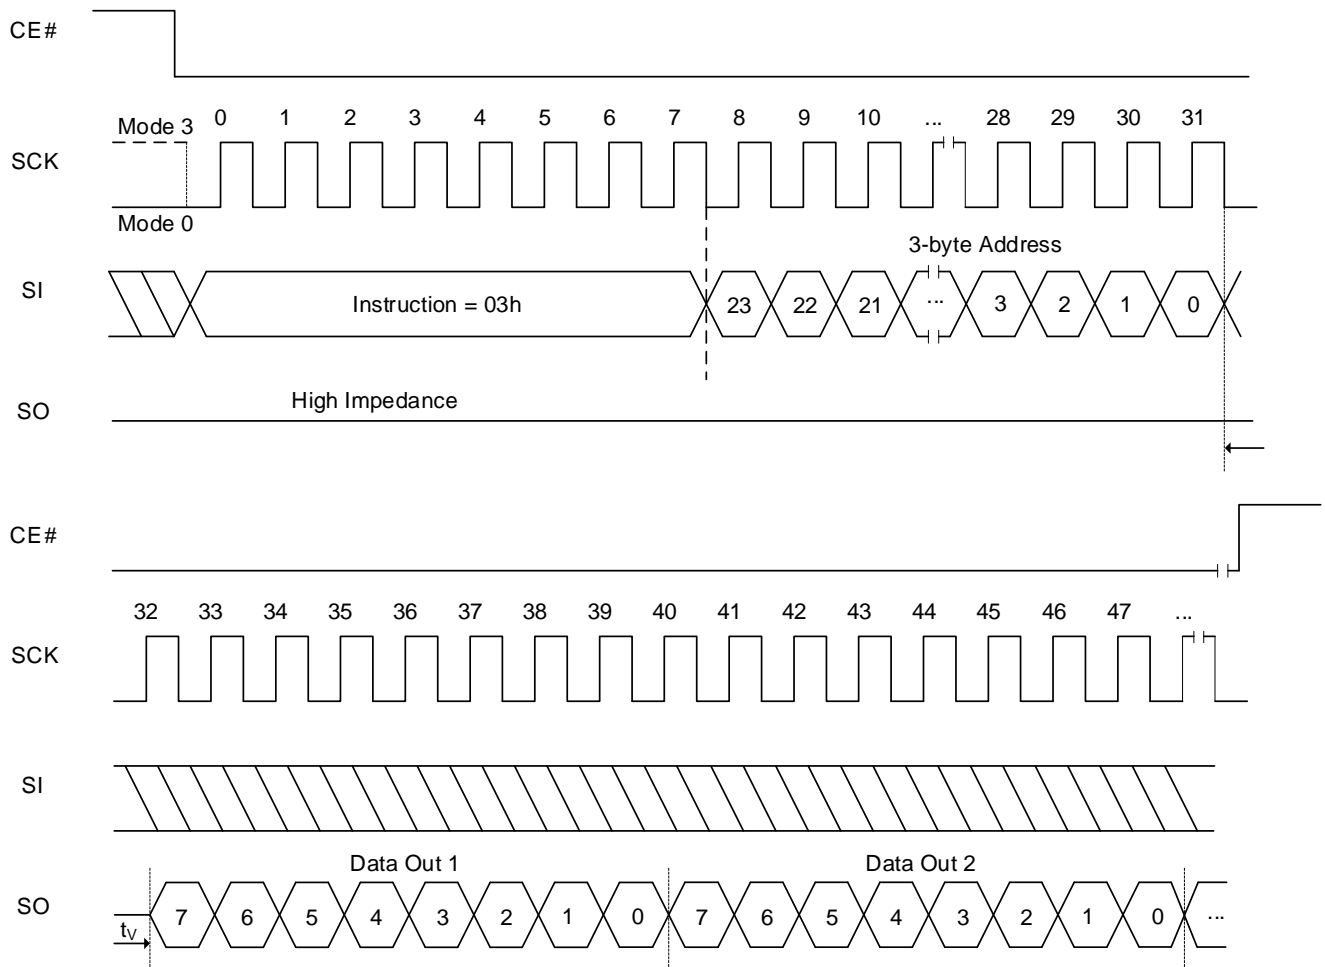 CE#
0 1 2 3 4 5 6 7 8 9 10 ... 28 29 30 31
Mode 3
SCK
Mode 0
3-byte Address
SI Instruction = 03h 23 22 21 ... 3 2 1 0
High Impedance
SO
CE#
32 33 34 35 36 37 38 39 40 41 42 43 44 45 46 47 ...
SCK
SI
Data Out 1 Data Out 2
SO 7 6 5 4 3 2 1 0 7 6 5 4 3 2 1 0 ...
tV